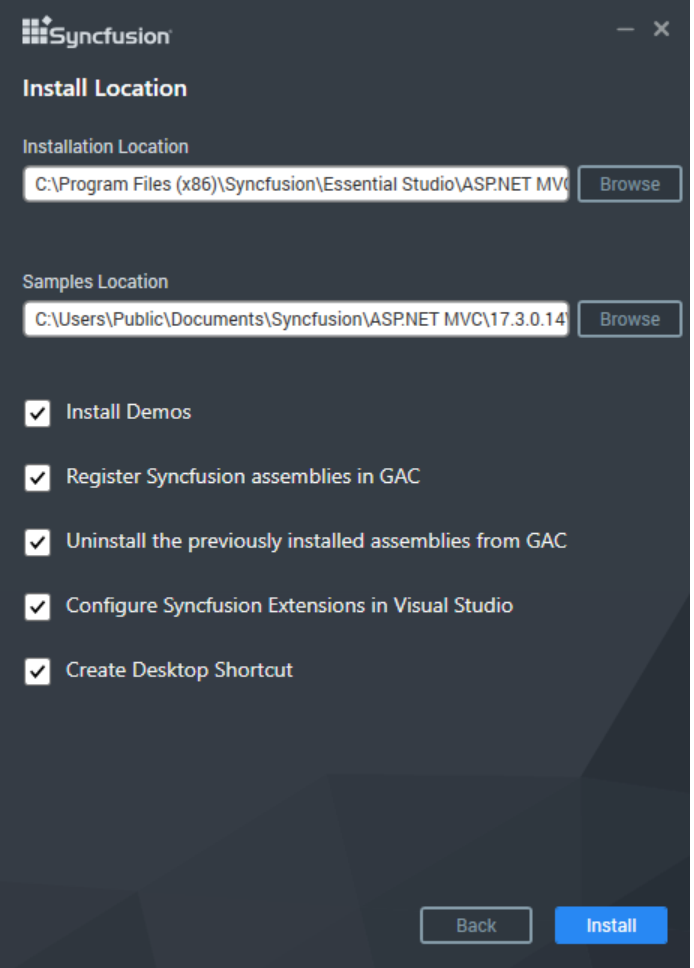 Syncfusion
Install Location
Installation Location
C:\Program Files (x86)\Syncfusion\Essential Studio\ASP.NET MV
Browse
Samples Location
C:\Users\Public\Documents\Syncfusion\ASP.NET MVC\17.3.0.14\
Browse
Install Demos
Register Syncfusion assemblies in GAC
Uninstall the previously installed assemblies from GAC
Configure Syncfusion Extensions in Visual Studio
Create Desktop Shortcut
Back
Install